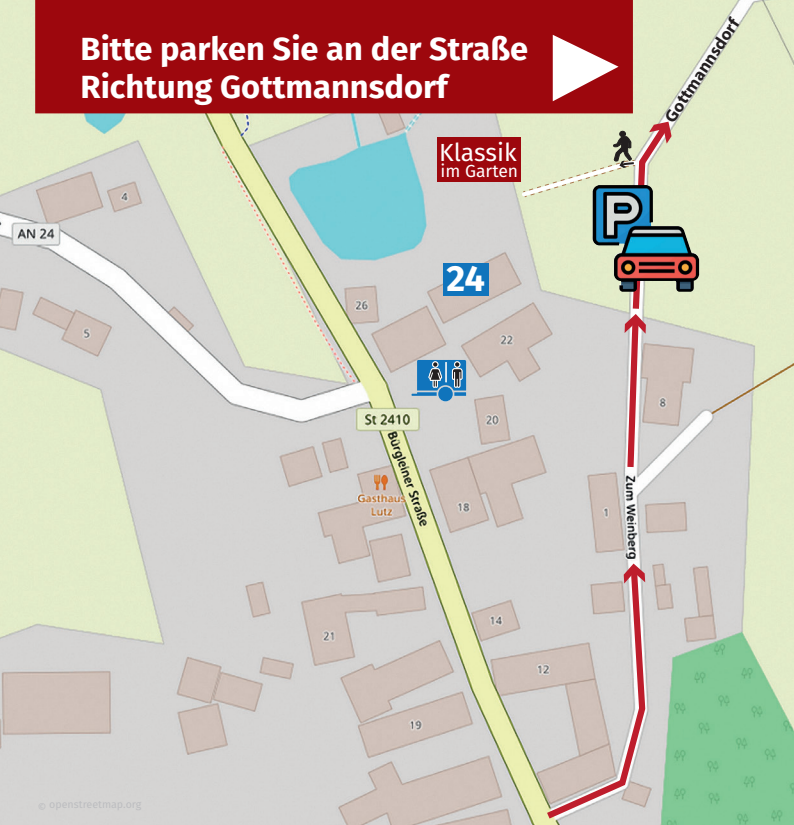 Bitte parken Sie an der Straße
Richtung Gottmannsdorf
Gottmannsdorf
Klassik
im Garten
P
4
AN 24
24
26
5
22
8
St 2410
20
Bürgleiner Straße
Gasthaus
Lutz
18
1
Zum Weinberg
14
21
12
19
© openstreetmap.org